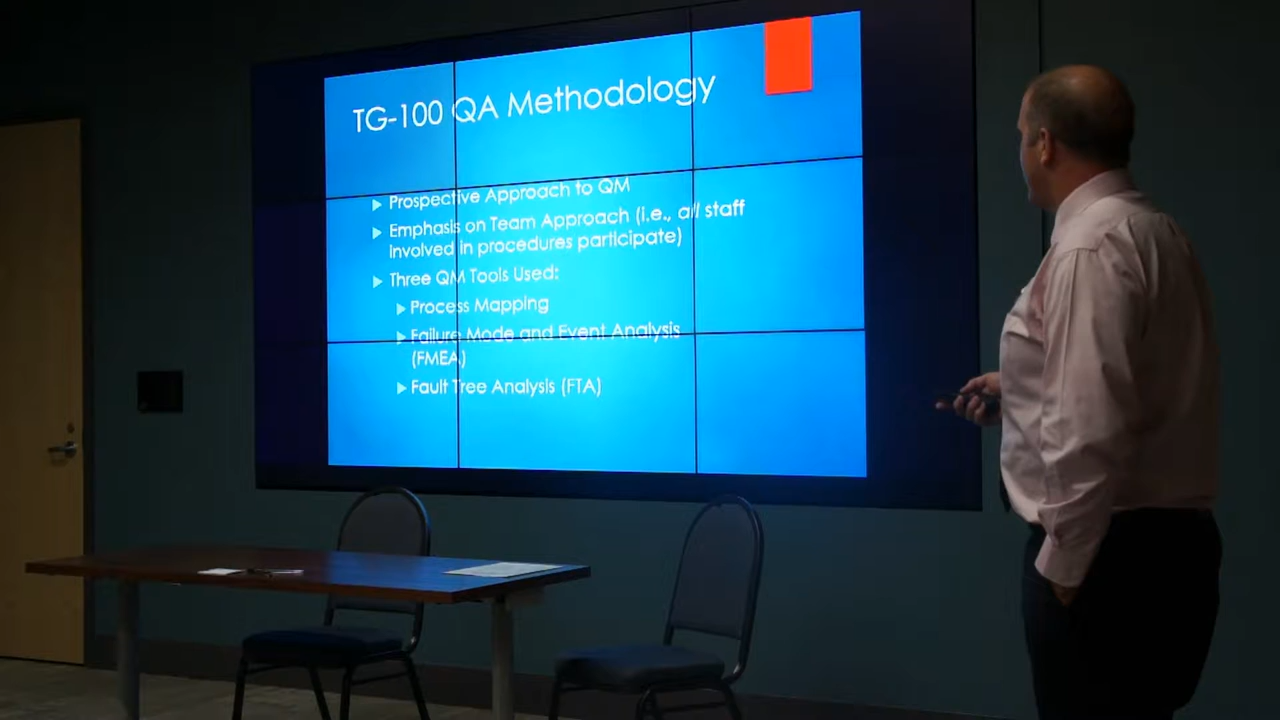 TG-100 QA Methodology
Prospective Approach to QM
Emphasis on Team Approach (i.e., all staff
involved in procedures participate)
Three QM Tools Used:
Process Mapping
Failure Mode and Event Analysis
(FMEA)
Fault Tree Analysis (FTA)